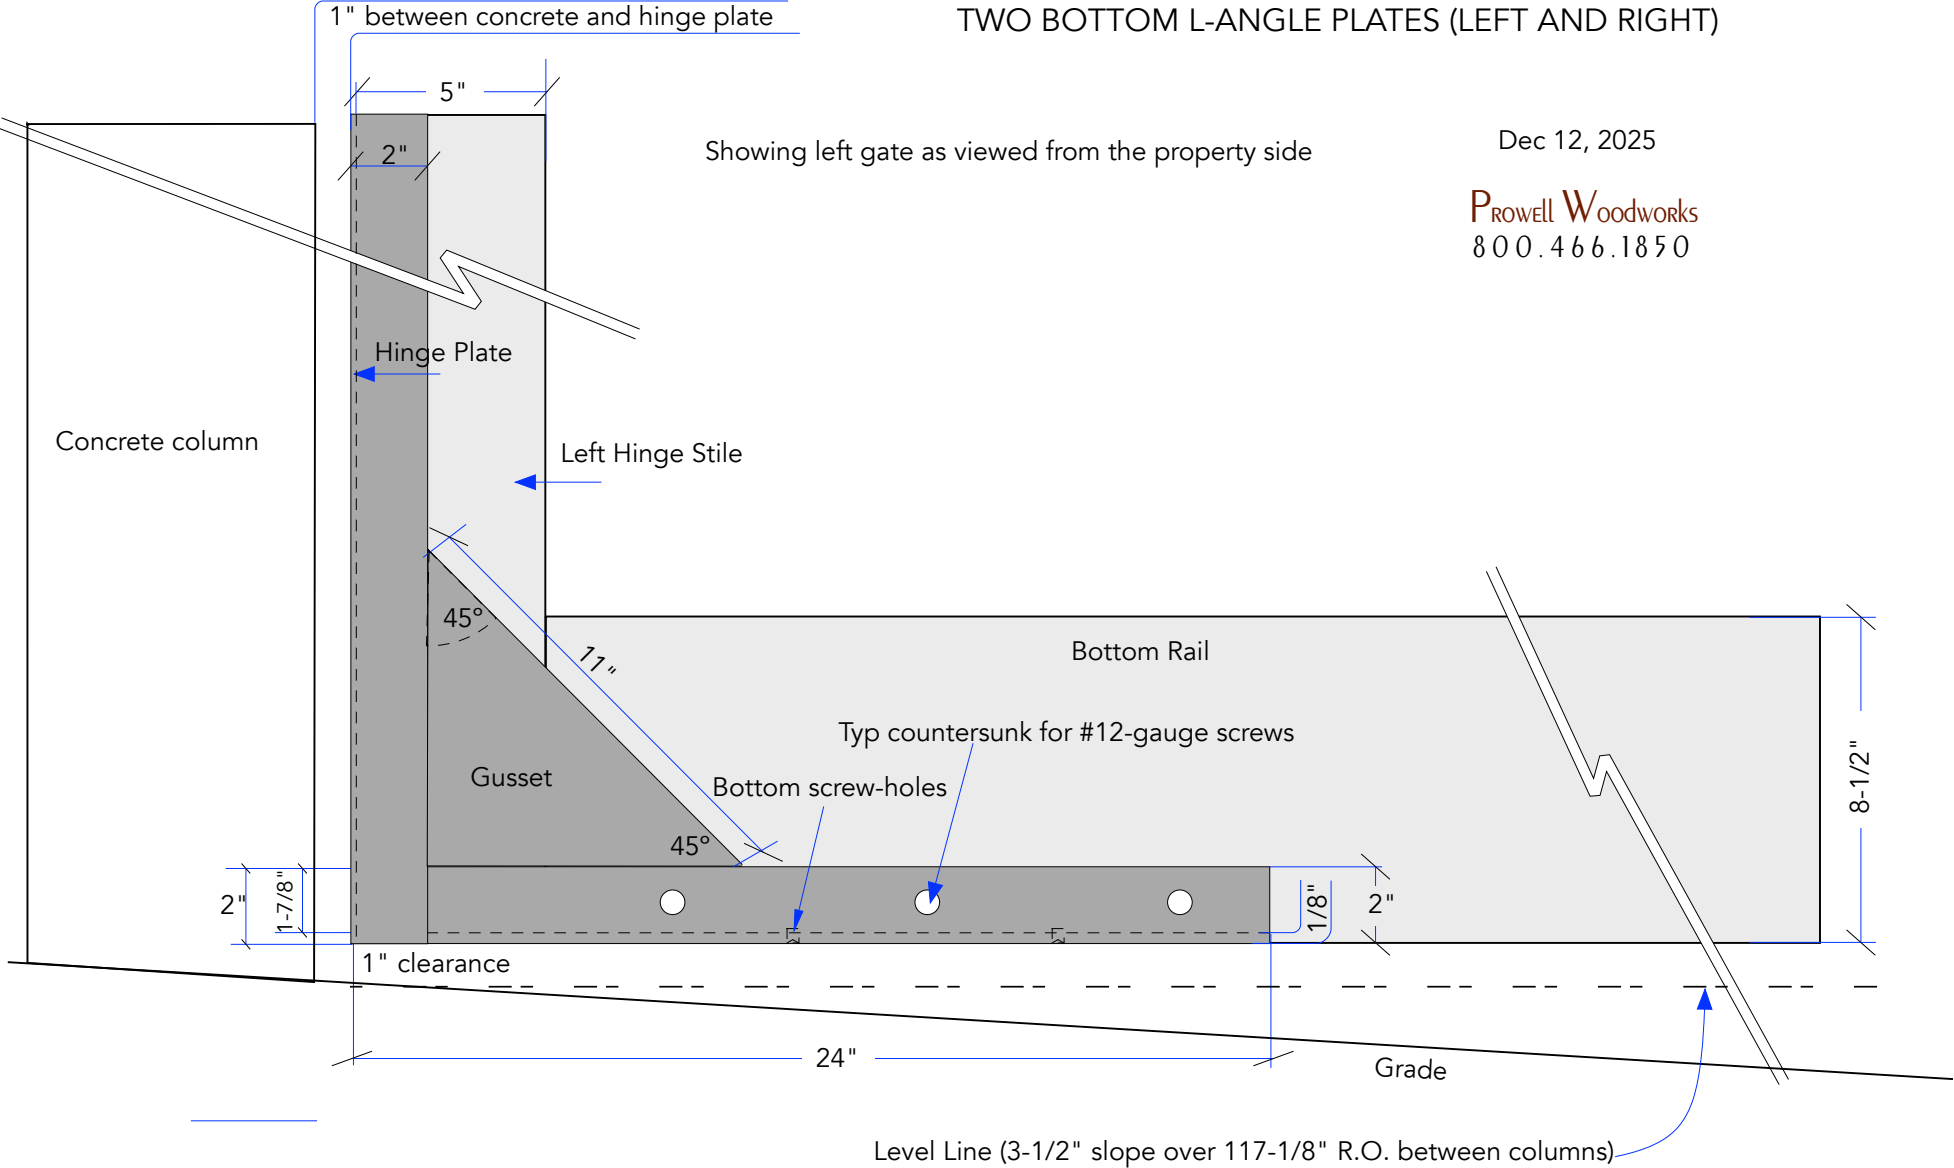 1" between concrete and hinge plate
TWO BOTTOM L-ANGLE PLATES (LEFT AND RIGHT)
5"
Showing left gate as viewed from the property side
Dec 12, 2025
2"
Prowell Woodworks
800.466.1850
Hinge Plate
Concrete column
Left Hinge Stile
45°
11"
Bottom Rail
Typ countersunk for #12-gauge screws
Gusset
Bottom screw-holes
8-1/2"
45°
2"
1-7/8"
1/8"
2"
1" clearance
24"
Grade
Level Line (3-1/2" slope over 117-1/8" R.O. between columns)